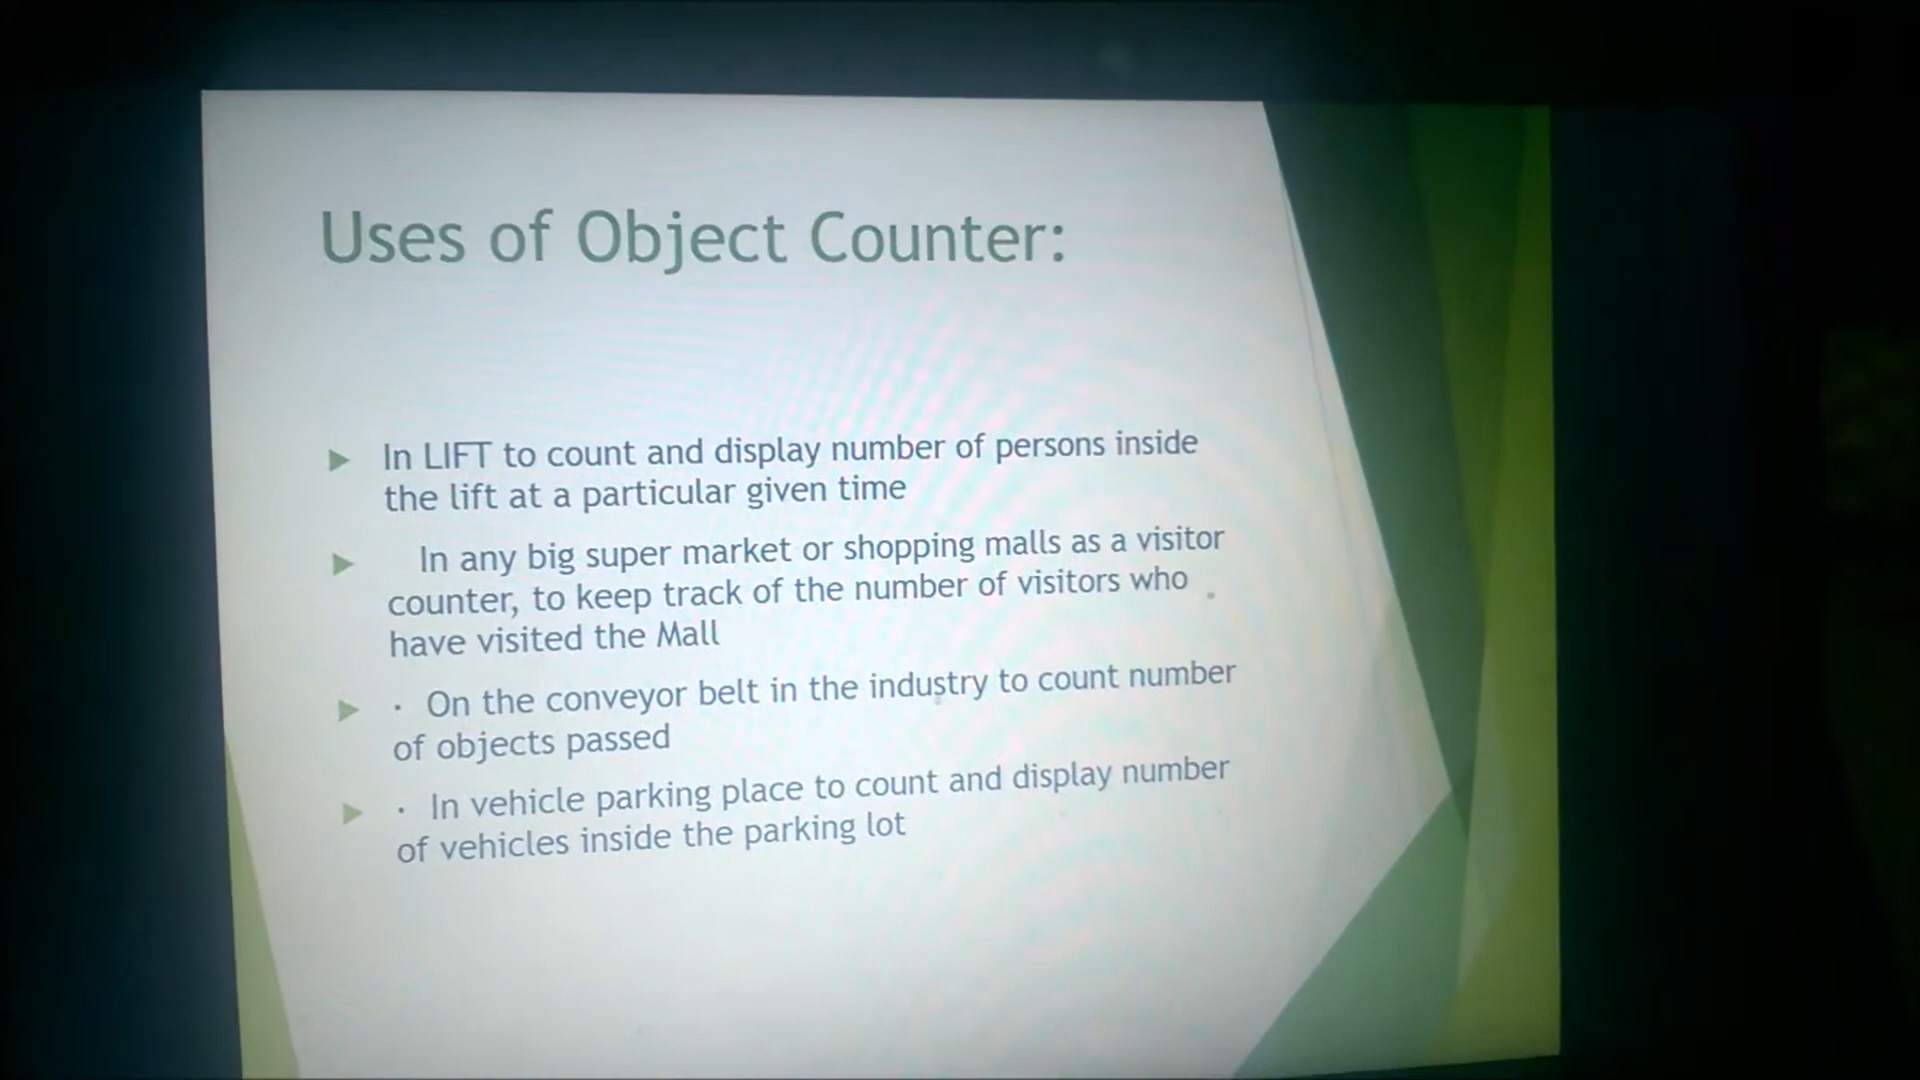 Uses of Object Counter:
In LIFT to count and display number of persons inside
the lift at a particular given time
In any big super market or shopping malls as a visitor
counter, to keep track of the number of visitors who
have visited the Mall
· On the conveyor belt in the industry to count number
of objects passed
· In vehicle parking place to count and display number
of vehicles inside the parking lot